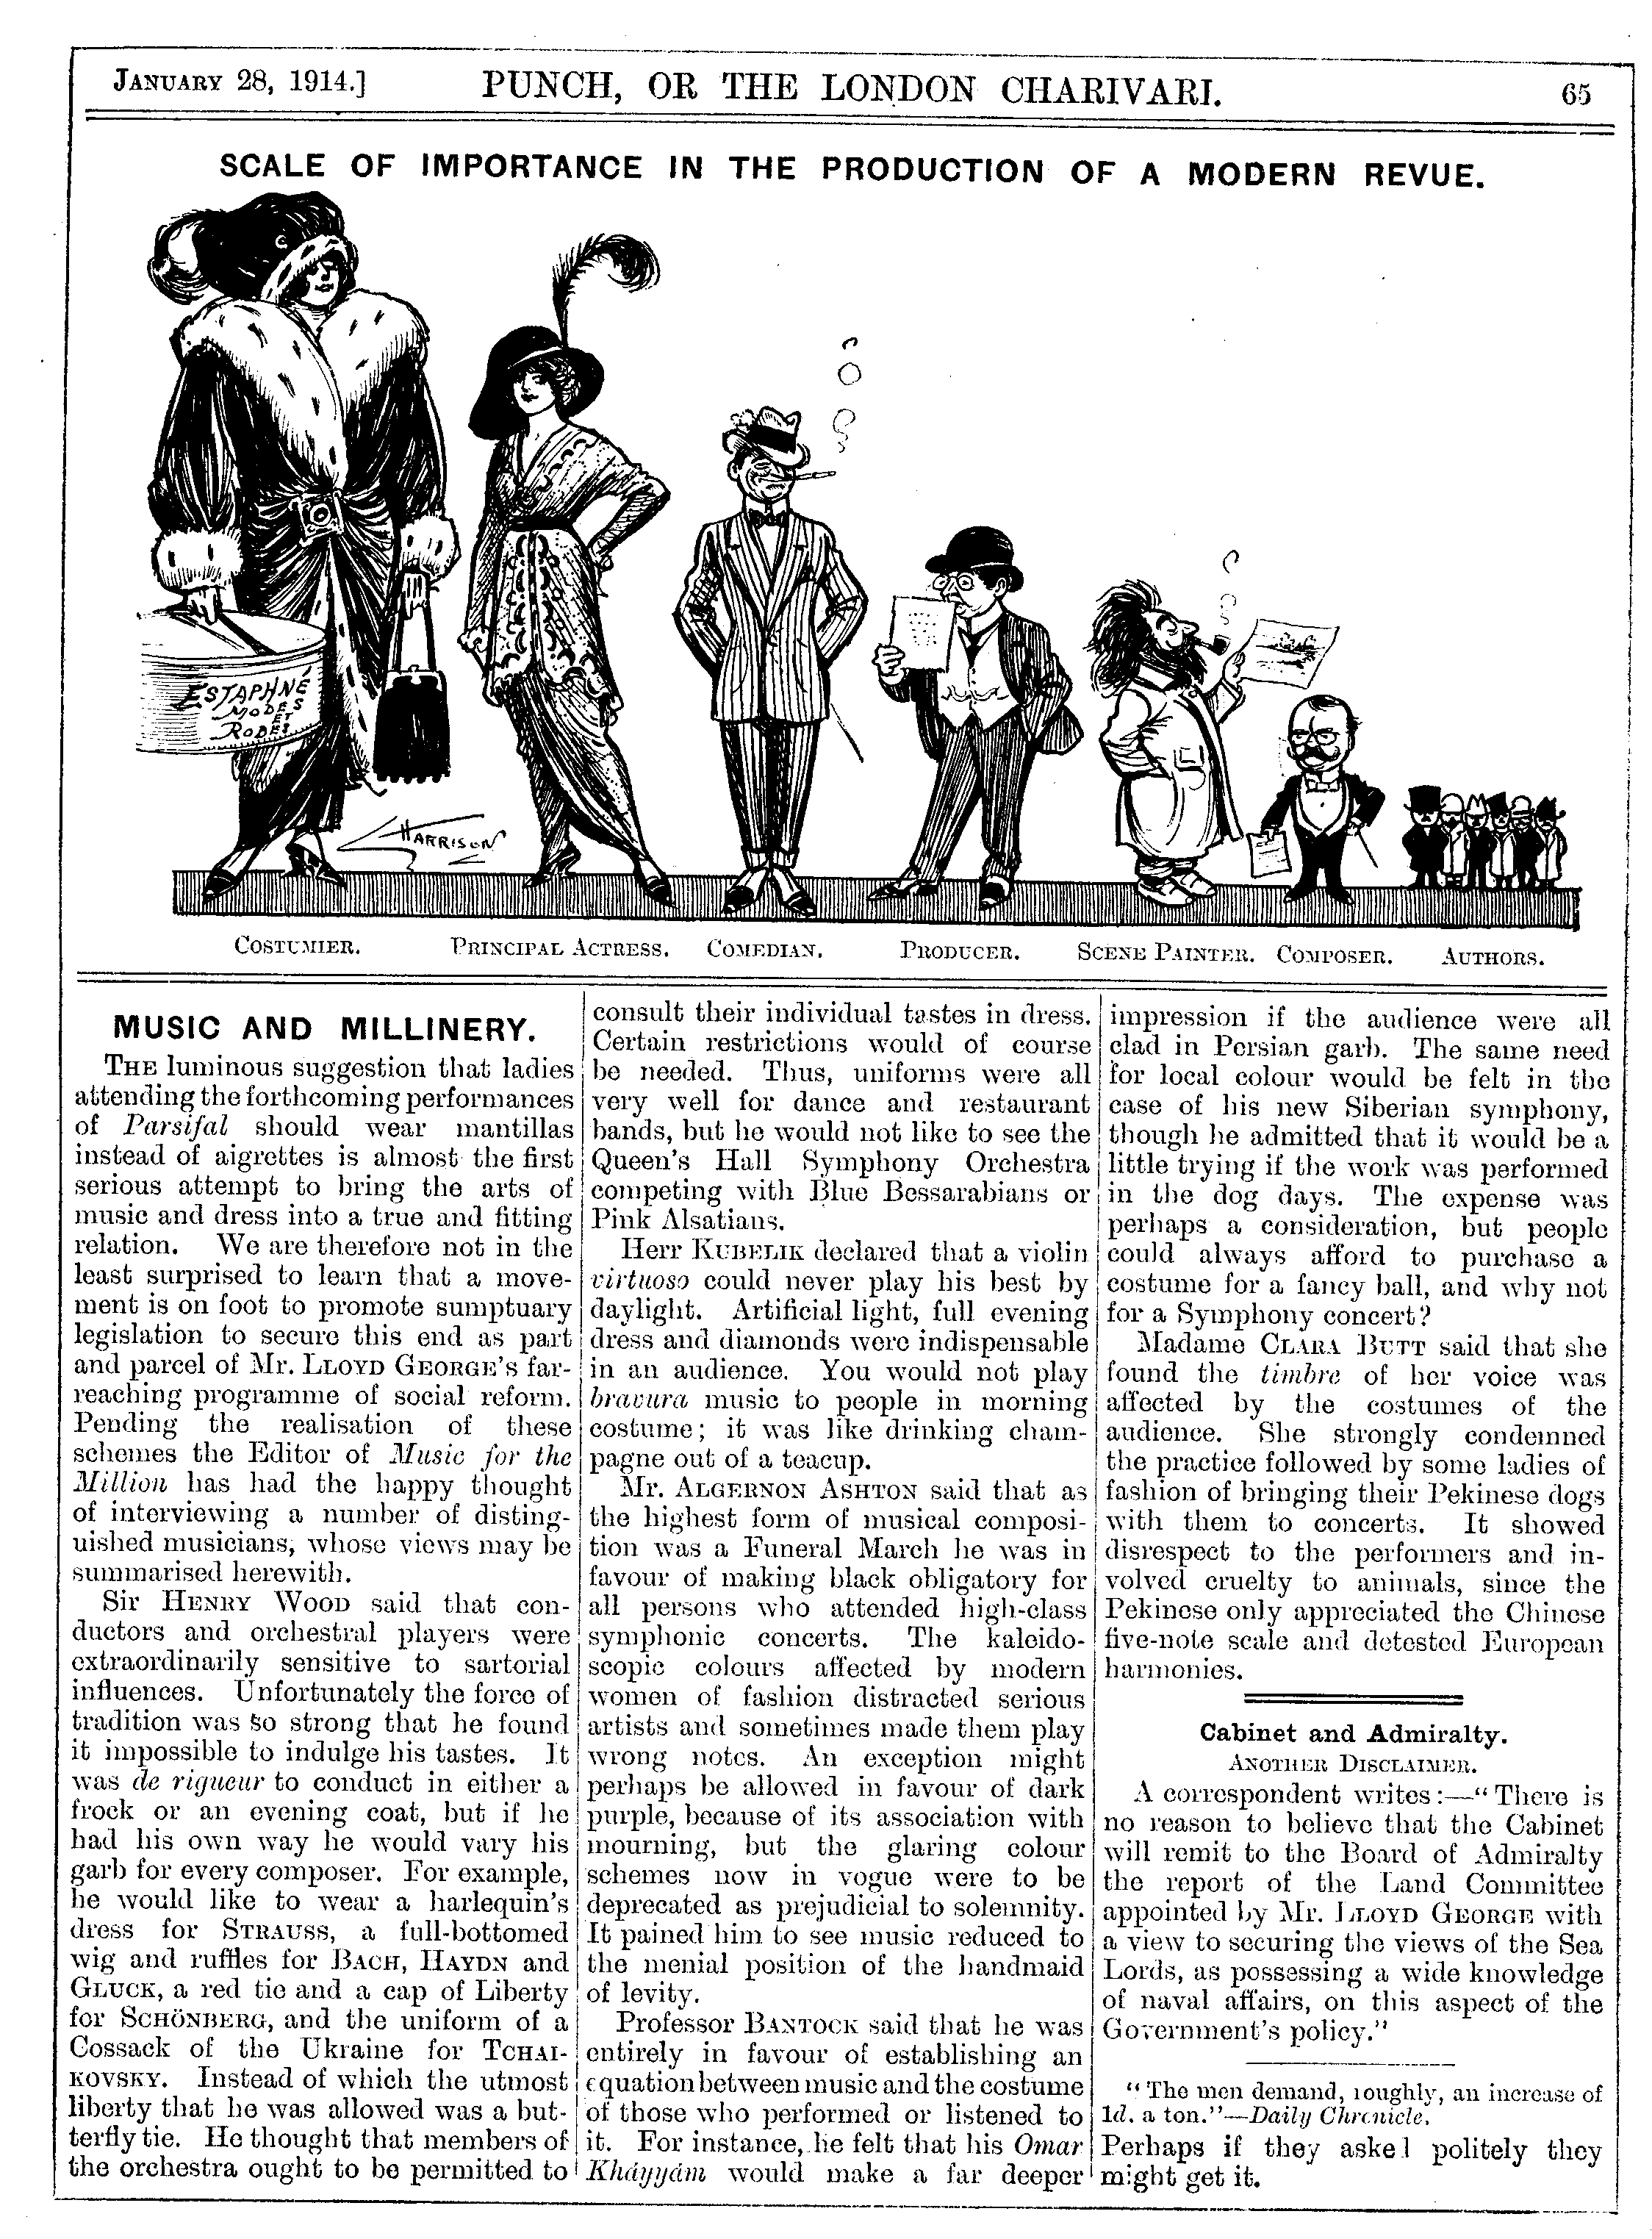 JANUARY 28, 1914.]
PUNCH, OR THE LONDON CHARIVARI.
65
SCALE OF IMPORTANCE IN THE PRODUCTION OF A MODERN REVUE.
ESTAPHNÉ
MODES
ET
ROBES
HARRISON
COSTUMIER.
PRINCIPAL ACTRESS.
COMEDIAN.
PRODUCER.
SCENE PAINTER.
COMPOSER.
AUTHORS.
MUSIC AND MILLINERY.
THE luminous suggestion that ladies
attending the forthcoming performances
of Parsifal should wear mantillas
instead of aigrettes is almost the first
serious attempt to bring the arts of
music and dress into a true and fitting
relation. We are therefore not in the
least surprised to learn that a move-
ment is on foot to promote sumptuary
legislation to secure this end as part
and parcel of Mr. LLOYD GEORGE'S far-
reaching programme of social reform.
Pending the realisation of these
schemes the Editor of Music for the
Million has had the happy thought
of interviewing a number of disting-
uished musicians, whose views may be
summarised herewith.
Sir HENRY WOOD said that con-
ductors and orchestral players were
extraordinarily sensitive to sartorial
influences. Unfortunately the force of
tradition was so strong that he found
it impossible to indulge his tastes. It
was de rigueur to conduct in either a
frock or an evening coat, but if he
had his own way he would vary his
garb for every composer. For example,
he would like to wear a harlequin's
dress for STRAUSS, a full-bottomed
wig and ruffles for BACH, HAYDN and
GLUCK, a red tie and a cap of Liberty
for SCHÖNBERG, and the uniform of a
Cossack of the Ukraine for TCHAI-
KOVSKY. Instead of which the utmost
liberty that he was allowed was a but-
terfly tie. He thought that members of
the orchestra ought to be permitted to
consult their individual tastes in dress.
Certain restrictions would of course
be needed. Thus, uniforms were all
very well for dance and restaurant
bands, but he would not like to see the
Queen's Hall Symphony Orchestra
competing with Blue Bessarabians or
Pink Alsatians.
Herr KUBELIK declared that a violin
virtuoso could never play his best by
daylight. Artificial light, full evening
dress and diamonds were indispensable
in an audience. You would not play
bravura music to people in morning
costume; it was like drinking cham-
pagne out of a teacup.
Mr. ALGERNON ASHTON said that as
the highest form of musical composi-
tion was a Funeral March he was in
favour of making black obligatory for
all persons who attended high-class
symphonic concerts. The kaleido-
scopic colours affected by modern
women of fashion distracted serious
artists and sometimes made them play
wrong notes. An exception might
perhaps be allowed in favour of dark
purple, because of its association with
mourning, but the glaring colour
schemes now in vogue were to be
deprecated as prejudicial to solemnity.
It pained him to see music reduced to
the menial position of the handmaid
of levity.
Professor BANTOCK said that he was
entirely in favour of establishing an
equation between music and the costume
of those who performed or listened to
it. For instance, he felt that his Omar
Kháyyám would make a far deeper
impression if the audience were all
clad in Persian garb. The same need
for local colour would be felt in the
case of his new Siberian symphony,
though he admitted that it would be a
little trying if the work was performed
in the dog days. The expense was
perhaps a consideration, but people
could always afford to purchase a
costume for a fancy ball, and why not
for a Symphony concert?
Madame CLARA BUTT said that she
found the timbre of her voice was
affected by the costumes of the
audience. She strongly condemned
the practice followed by some ladies of
fashion of bringing their Pekinese dogs
with them to concerts. It showed
disrespect to the performers and in-
volved cruelty to animals, since the
Pekinese only appreciated the Chinese
five-note scale and detested European
harmonies.
Cabinet and Admiralty.
ANOTHER DISCLAIMER.
A correspondent writes:—"There is
no reason to believe that the Cabinet
will remit to the Board of Admiralty
the report of the Land Committee
appointed by Mr. LLOYD GEORGE with
a view to securing the views of the Sea
Lords, as possessing a wide knowledge
of naval affairs, on this aspect of the
Government's policy."
"The men demand, roughly, an increase of
1d. a ton."—Daily Chronicle.
Perhaps if they asked politely they
might get it.